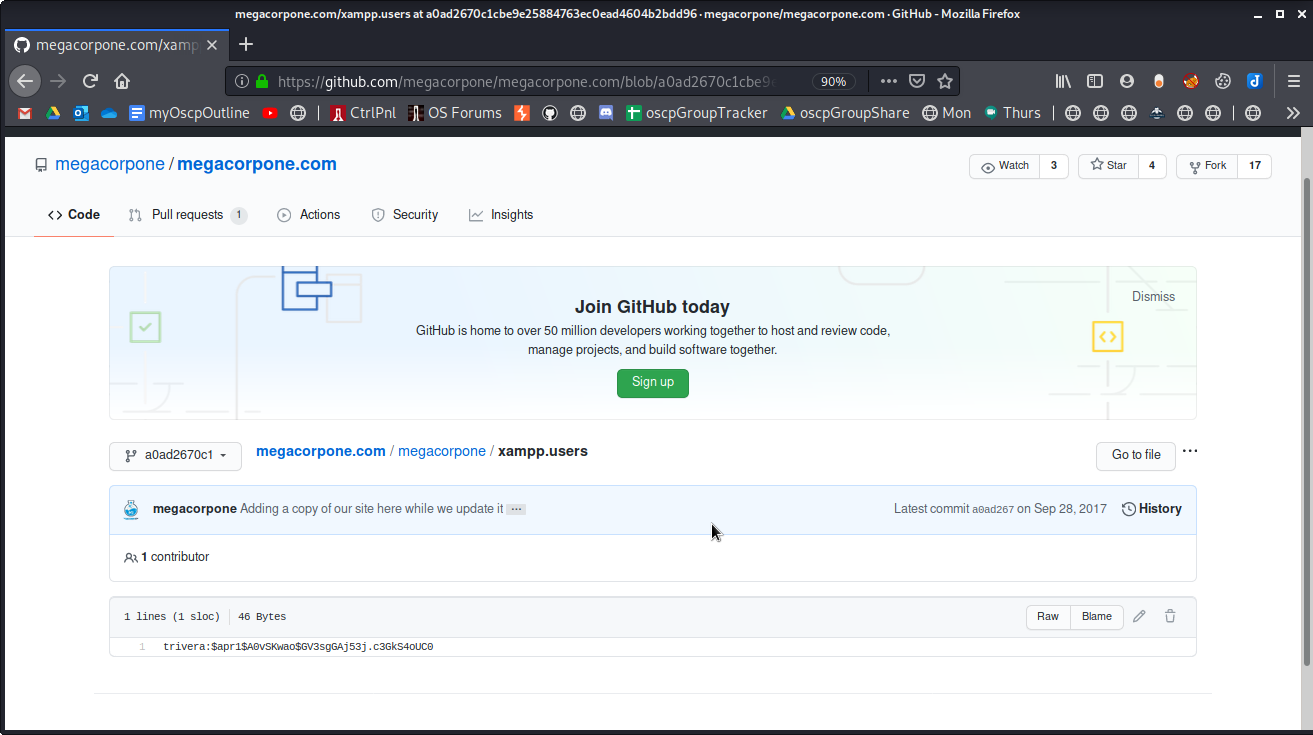 megacorpone.com/xampp.users at a0ad2670c1cbe9e25884763ec0ead4604b2bdd96 · megacorpone/megacorpone.com · GitHub - Mozilla Firefox
megacorpone.com/xamp
https://github.com/megacorpone/megacorpone.com/blob/a0ad2670c1cbe9e 90%
myOscpOutline CtrlPnl OS Forums oscpGroupTracker oscpGroupShare Mon Thurs
megacorpone / megacorpone.com Watch 3 Star 4 Fork 17
Code Pull requests 1 Actions Security Insights
Dismiss
Join GitHub today
GitHub is home to over 50 million developers working together to host and review code,
manage projects, and build software together.
Sign up
a0ad2670c1 megacorpone.com / megacorpone / xampp.users Go to file ...
megacorpone Adding a copy of our site here while we update it ... Latest commit a0ad267 on Sep 28, 2017 History
1 contributor
1 lines (1 sloc) 46 Bytes Raw Blame
1 trivera:$apr1$A0vSKwao$GV3sgGAj53j.c3GkS4oUC0